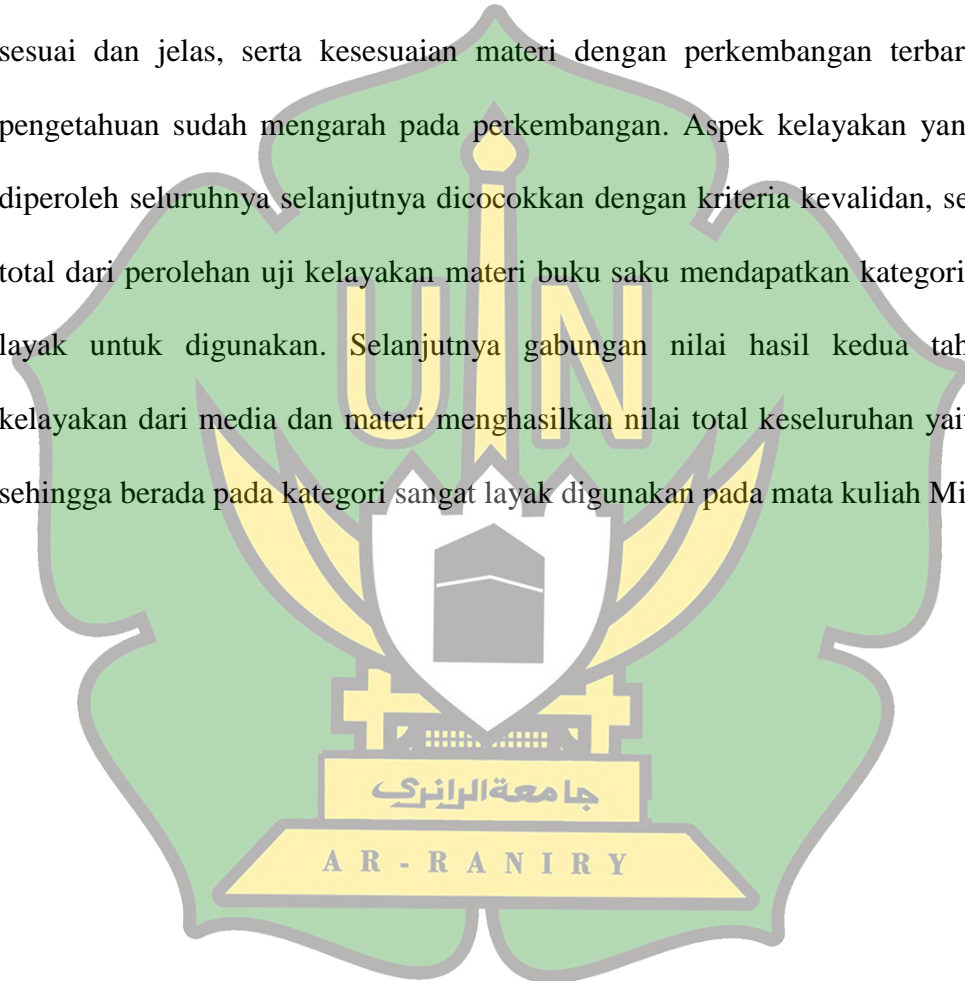 sesuai dan jelas, serta kesesuaian materi dengan perkembangan terbar
pengetahuan sudah mengarah pada perkembangan. Aspek kelayakan yan
diperoleh seluruhnya selanjutnya dicocokkan dengan kriteria kevalidan, se
total dari perolehan uji kelayakan materi buku saku mendapatkan kategori
layak untuk digunakan. Selanjutnya gabungan nilai hasil kedua tah
kelayakan dari media dan materi menghasilkan nilai total keseluruhan yai
sehingga berada pada kategori sangat layak digunakan pada mata kuliah Mi
UIN
جامعةالرانري
AR-RANIRY